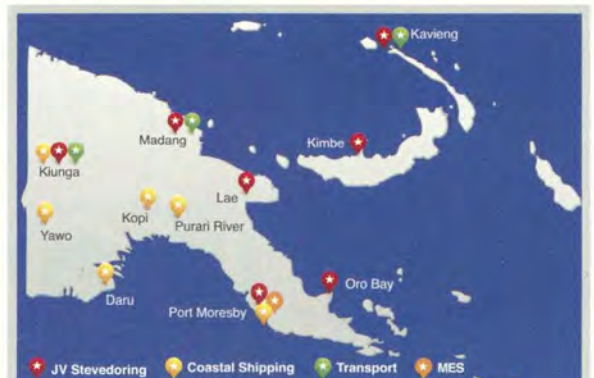 Kavieng
Madang
Kimbe
Kiunga
Lae
Kopi
Purari River
Yawo
Oro Bay
Daru
Port Moresby
JV Stevedoring Coastal Shipping Transport MES